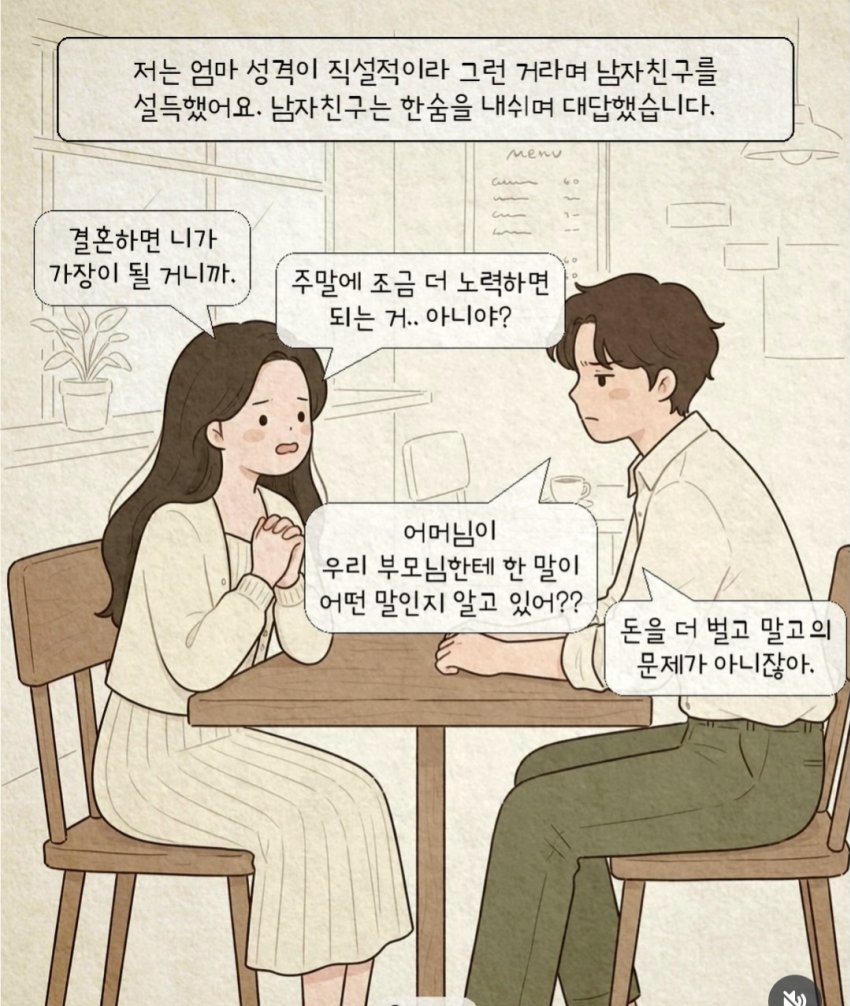 저는 엄마 성격이 직설적이라 그런 거라며 남자친구를
설득했어요. 남자친구는 한숨을 내쉬며 대답했습니다.
menu
결혼하면 니가
가장이 될 거니까.
주말에 조금 더 노력하면
되는 거.. 아니야?
어머님이
우리 부모님한테 한 말이
어떤 말인지 알고 있어??
돈을 더 벌고 말고의
문제가 아니잖아.